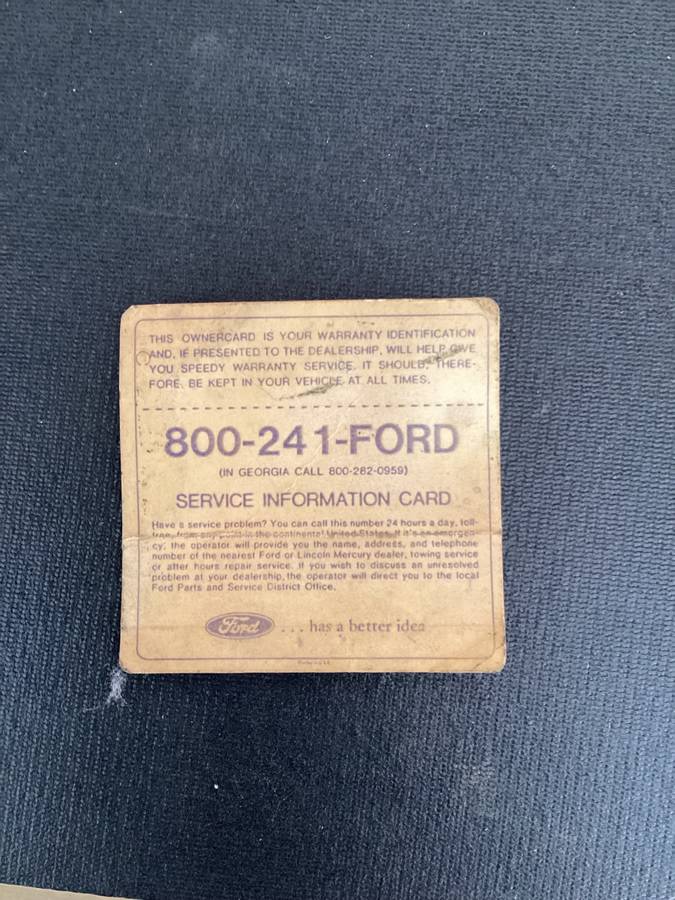 THIS OWNERCARD IS YOUR WARRANTY IDENTIFICATION
AND, IF PRESENTED TO THE DEALERSHIP, WILL HELP GIVE
YOU SPEEDY WARRANTY SERVICE. IT SHOULD, THERE-
FORE, BE KEPT IN YOUR VEHICLE AT ALL TIMES.
800-241-FORD
(IN GEORGIA CALL 800-282-0959)
SERVICE INFORMATION CARD
Have a service problem? You can call this number 24 hours a day, toll-
free, from any point in the continental United States. If it's an emergen-
cy, the operator will provide you the name, address, and telephone
number of the nearest Ford or Lincoln Mercury dealer, towing service
or after hours repair service. If you wish to discuss an unresolved
problem at your dealership, the operator will direct you to the local
Ford Parts and Service District Office.
Ford ... has a better idea